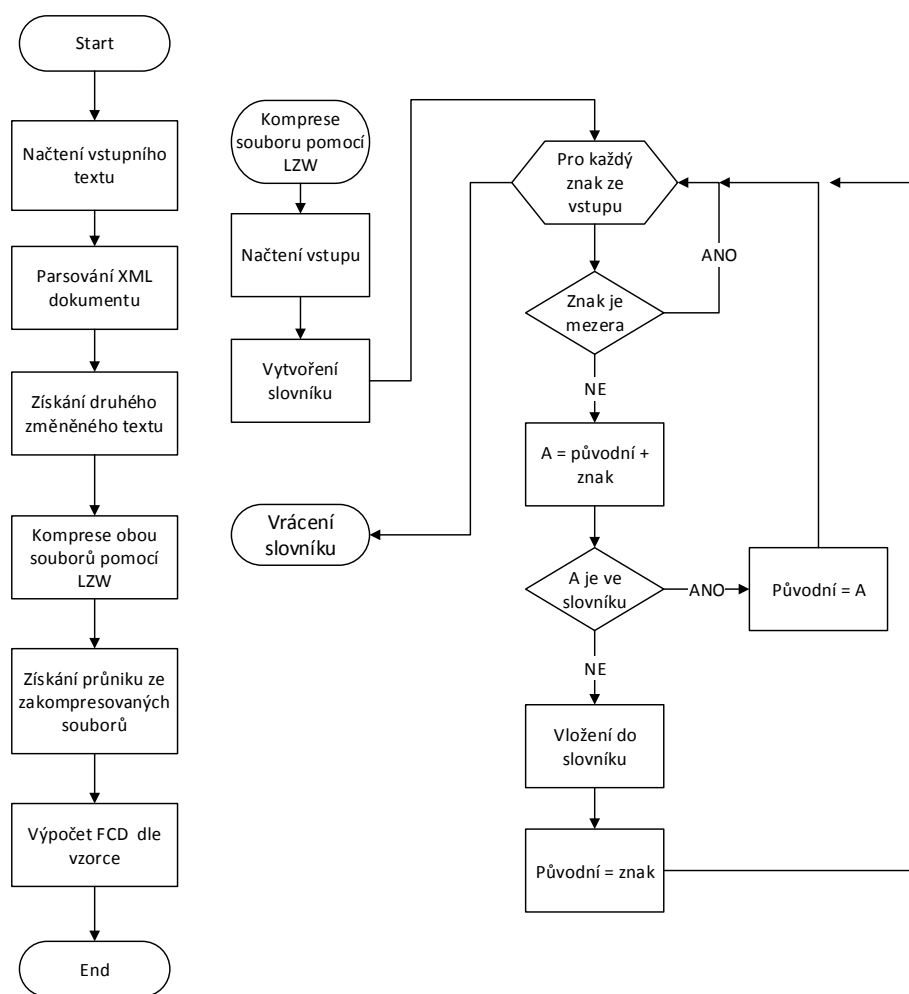 Start
Načtení vstupního
textu
Parsování XML
dokumentu
Získání druhého
změněného textu
Komprese obou
souborů pomocí
LZW
Získání průniku ze
zakompresovaných
souborů
Výpočet FCD dle
vzorce
End
Komprese
souboru pomocí
LZW
Načtení vstupu
Vytvoření
slovníku
Vrácení
slovníku
Pro každý
znak ze
vstupu
ANO
Znak je
mezera
NE
A = původní +
znak
A je ve
slovníku
ANO
Původní = A
NE
Vložení do
slovníku
Původní = znak